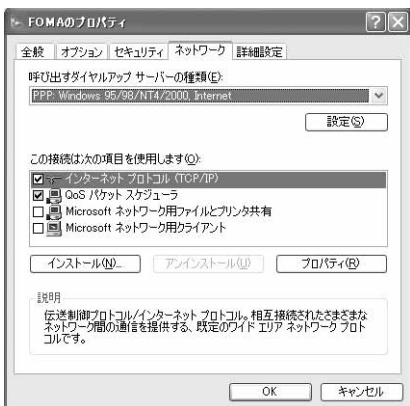 FOMAのプロパティ
全般 オプション セキュリティ ネットワーク 詳細設定
呼び出すダイヤルアップ サーバーの種類(E):
PPP: Windows 95/98/NT4/2000, Internet
設定(S)
この接続は次の項目を使用します(O):
インターネット プロトコル (TCP/IP)
QoS パケット スケジューラ
Microsoft ネットワーク用ファイルとプリンタ共有
Microsoft ネットワーク用クライアント
インストール(N)... アンインストール(U) プロパティ(R)
説明
伝送制御プロトコル/インターネット プロトコル。相互接続されたさまざまな
ネットワーク間の通信を提供する、既定のワイド エリア ネットワーク プロト
コルです。
OK キャンセル